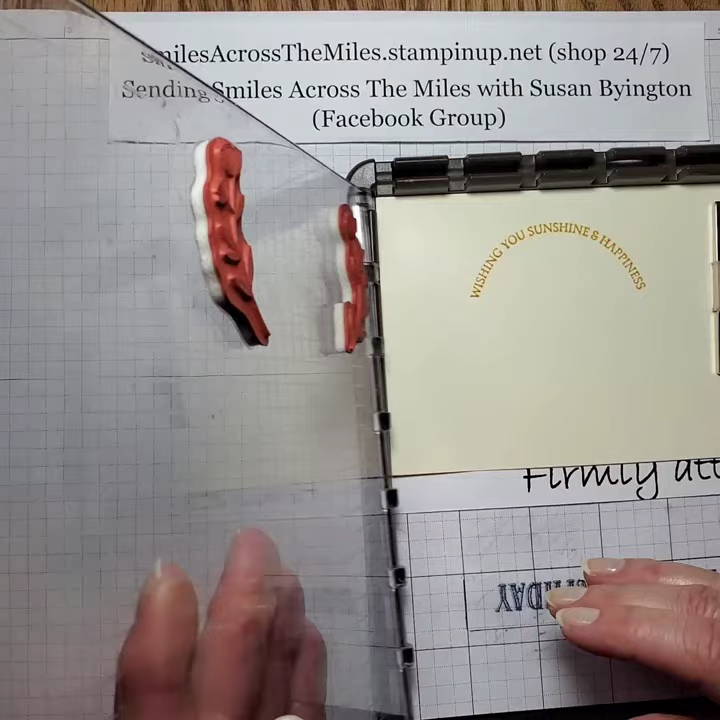 SmilesAcrossTheMiles.stampinup.net (shop 24/7)
Sending Smiles Across The Miles with Susan Byington
(Facebook Group)
WISHING YOU SUNSHINE & HAPPINESS
Firmly